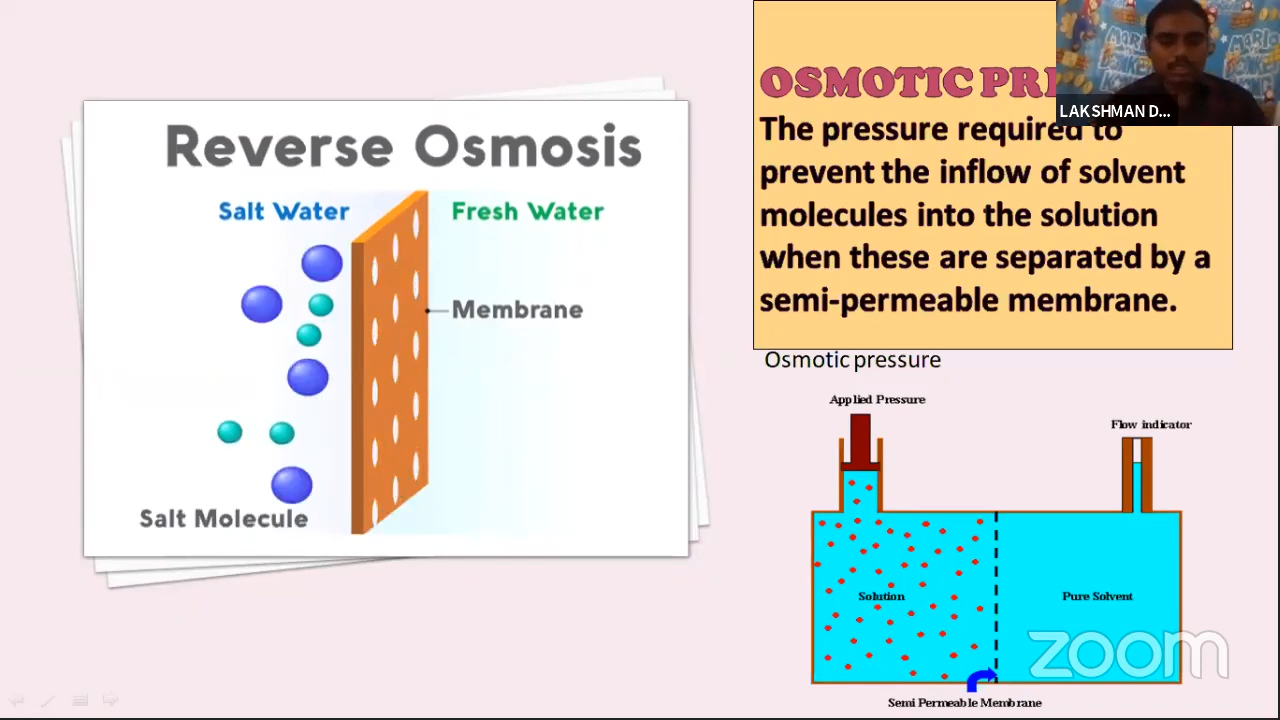 Reverse Osmosis
Salt Water
Fresh Water
Membrane
Salt Molecule
OSMOTIC
The pressure required to
prevent the inflow of solvent
molecules into the solution
when these are separated by a
semi-permeable membrane.
LAKSHMAN D...
Osmotic pressure
Applied Pressure
Flow indicator
Solution
Pure Solvent
Semi Permeable Membrane
zoom